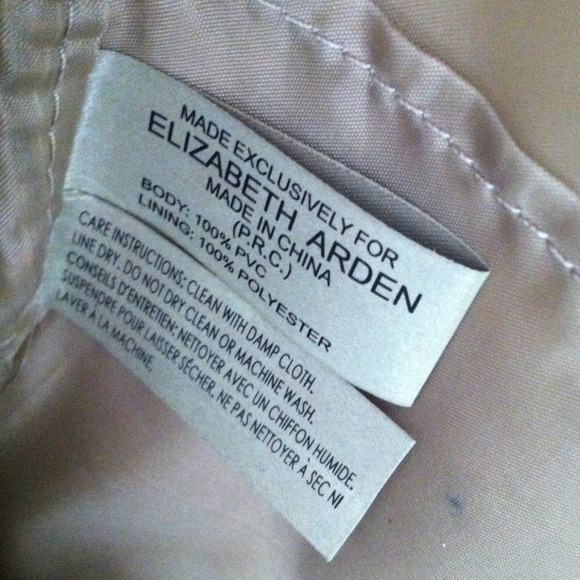 MADE EXCLUSIVELY FOR
ELIZABETH ARDEN
MADE IN CHINA
(P.R.C.)
BODY: 100% PVC
LINING: 100% POLYESTER
CARE INSTRUCTIONS: CLEAN WITH DAMP CLOTH.
LINE DRY. DO NOT DRY CLEAN OR MACHINE WASH.
CONSEILS D'ENTRETIEN: NETTOYER AVEC UN CHIFFON HUMIDE.
SUSPENDRE POUR LAISSER SÉCHER. NE PAS NETTOYER À SEC NI
LAVER À LA MACHINE.